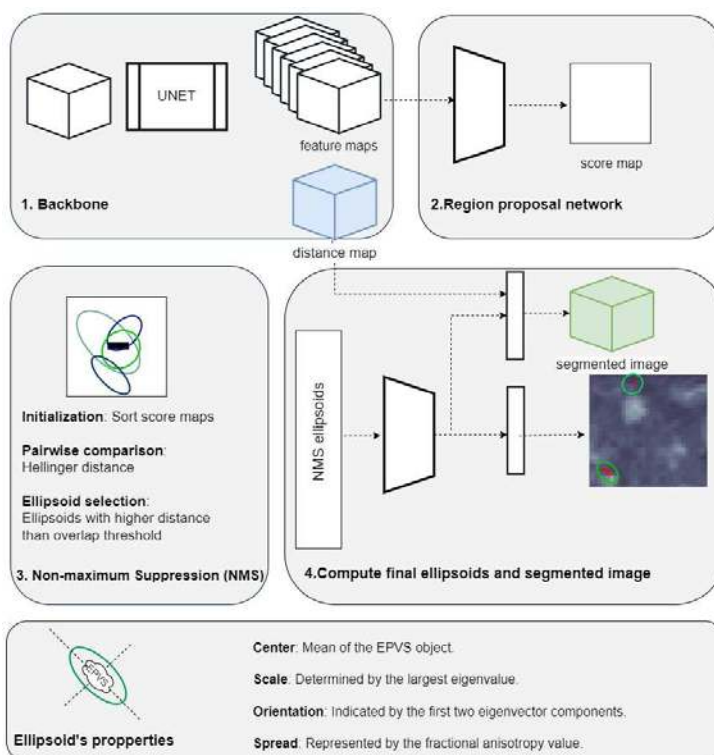 UNET
feature maps
1. Backbone
score map
2.Region proposal network
distance map
Initialization: Sort score maps
Pairwise comparison:
Hellinger distance
Ellipsoid selection:
Ellipsoids with higher distance
than overlap threshold
3. Non-maximum Suppression (NMS)
NMS ellipsoids
segmented image
4.Compute final ellipsoids and segmented image
EPVS
Ellipsoid's propperties
Center: Mean of the EPVS object.
Scale: Determined by the largest eigenvalue.
Orientation: Indicated by the first two eigenvector components.
Spread: Represented by the fractional anisotropy value.